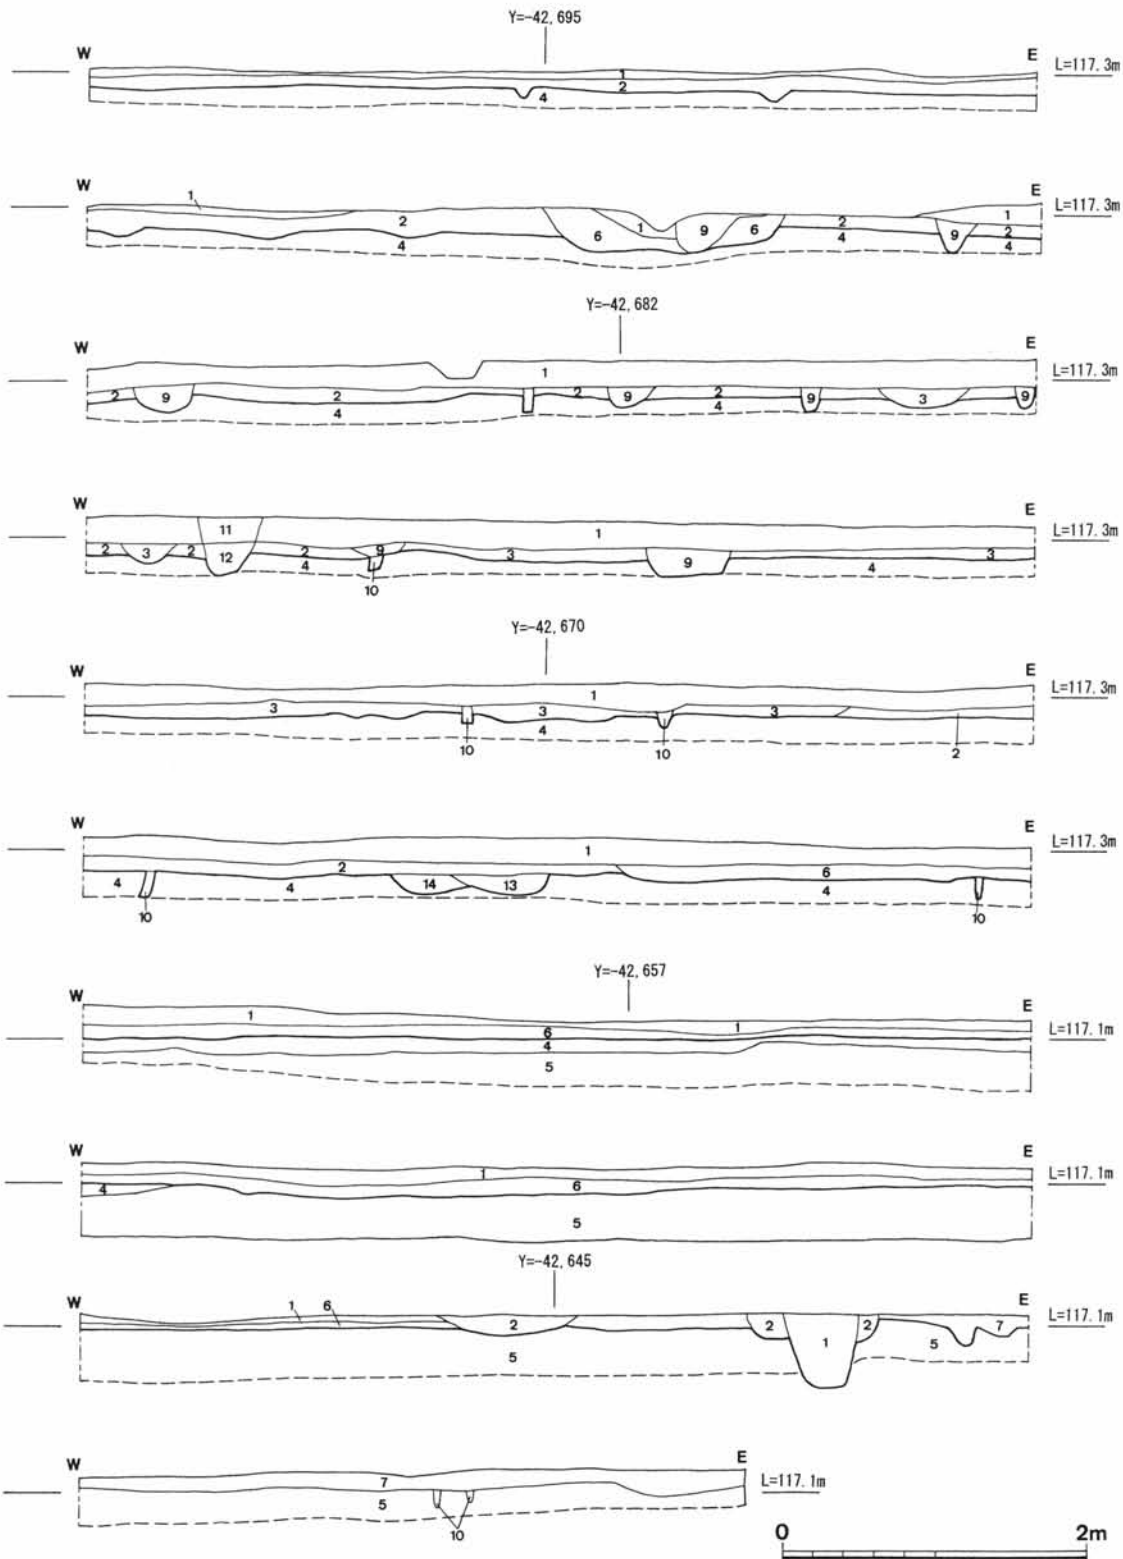 Y=-42,695
W E L=117.3m
1
2
4
W E L=117.3m
1 2 4 6 1 9 6 2 4 9 1 2 4
Y=-42,682
W E L=117.3m
1
2 9 2 4 2 9 2 4 9 3 9
W E L=117.3m
11 1
2 3 2 12 2 4 9 3 9 4 3
10
Y=-42,670
W E L=117.3m
1
3 3 4 3
10 10 2
W E L=117.3m
1
2 6
4 4 14 13 4
10 10
Y=-42,657
W E L=117.1m
1 1
6
4
5
W E L=117.1m
1
4 6
5
Y=-42,645
1 6
W E L=117.1m
2 2 1 2 5 7
5
W E L=117.1m
7
5
10
0 2m